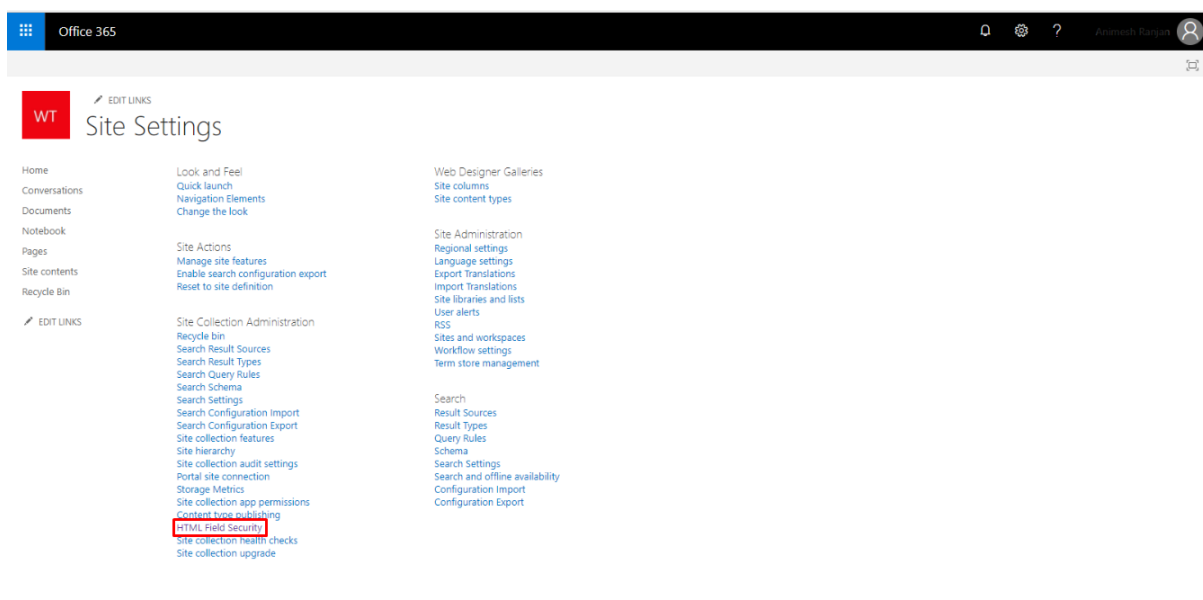 Office 365
?
Animesh Ranjan
EDIT LINKS
WT
Site Settings
Home
Conversations
Documents
Notebook
Pages
Site contents
Recycle Bin
EDIT LINKS
Look and Feel
Quick launch
Navigation Elements
Change the look
Site Actions
Manage site features
Enable search configuration export
Reset to site definition
Site Collection Administration
Recycle bin
Search Result Sources
Search Result Types
Search Query Rules
Search Schema
Search Settings
Search Configuration Import
Search Configuration Export
Site collection features
Site hierarchy
Site collection audit settings
Portal site connection
Storage Metrics
Site collection app permissions
Content type publishing
HTML Field Security
Site collection health checks
Site collection upgrade
Web Designer Galleries
Site columns
Site content types
Site Administration
Regional settings
Language settings
Export Translations
Import Translations
Site libraries and lists
User alerts
RSS
Sites and workspaces
Workflow settings
Term store management
Search
Result Sources
Result Types
Query Rules
Schema
Search Settings
Search and offline availability
Configuration Import
Configuration Export